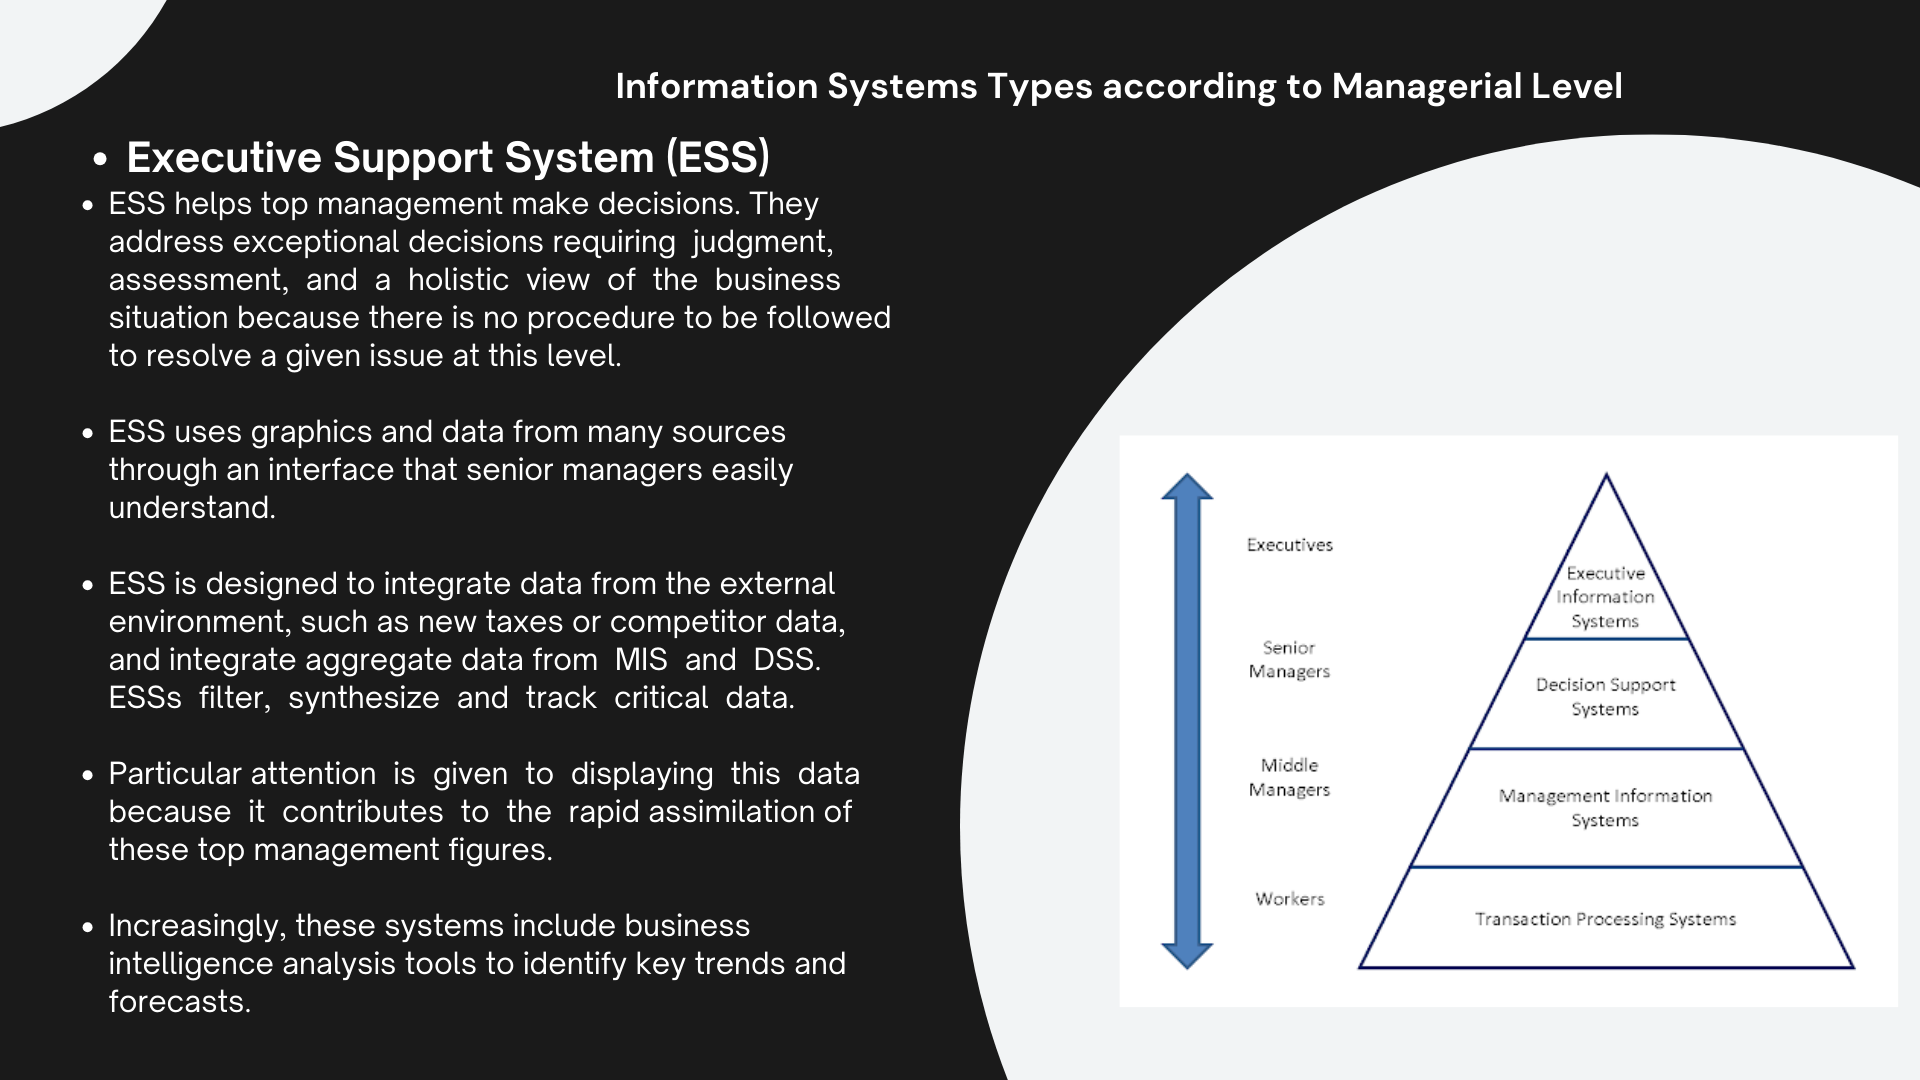 Information Systems Types according to Managerial Level
• Executive Support System (ESS)
• ESS helps top management make decisions. They
address exceptional decisions requiring judgment,
assessment, and a holistic view of the business
situation because there is no procedure to be followed
to resolve a given issue at this level.
• ESS uses graphics and data from many sources
through an interface that senior managers easily
understand.
• ESS is designed to integrate data from the external
environment, such as new taxes or competitor data,
and integrate aggregate data from MIS and DSS.
ESSs filter, synthesize and track critical data.
• Particular attention is given to displaying this data
because it contributes to the rapid assimilation of
these top management figures.
• Increasingly, these systems include business
intelligence analysis tools to identify key trends and
forecasts.
Executives
Senior
Managers
Middle
Managers
Workers
Executive
Information
Systems
Decision Support
Systems
Management Information
Systems
Transaction Processing Systems